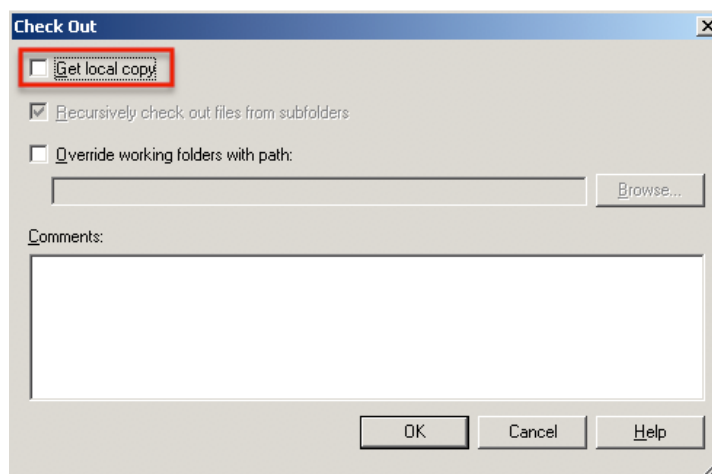 Check Out
Get local copy
Recursively check out files from subfolders
Override working folders with path:
Browse...
Comments:
OK Cancel Help